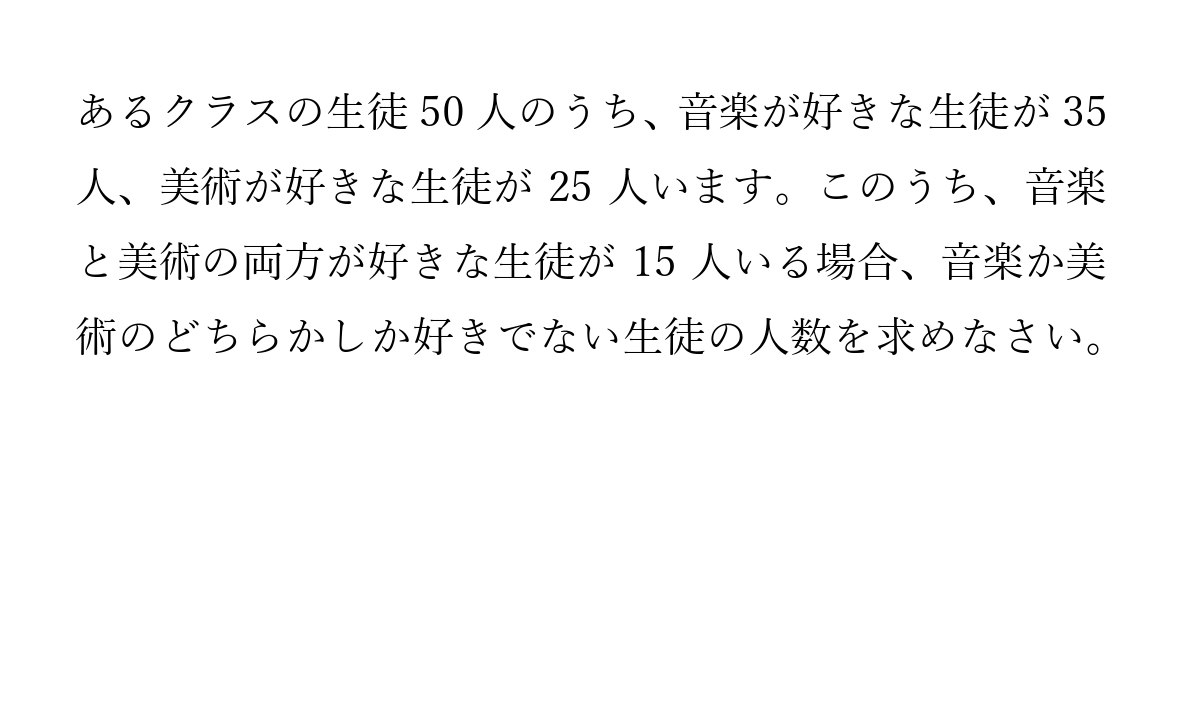 あるクラスの生徒 50 人のうち、音楽が好きな生徒が 35
人、美術が好きな生徒が 25 人います。このうち、音楽
と美術の両方が好きな生徒が 15 人いる場合、音楽か美
術のどちらかしか好きでない生徒の人数を求めなさい。